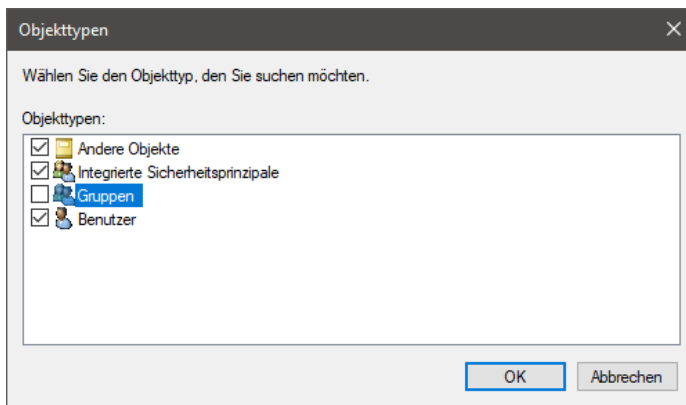 Objekttypen
Wählen Sie den Objekttyp, den Sie suchen möchten.
Objekttypen:
Andere Objekte
Integrierte Sicherheitsprinzipale
Gruppen
Benutzer
OK Abbrechen